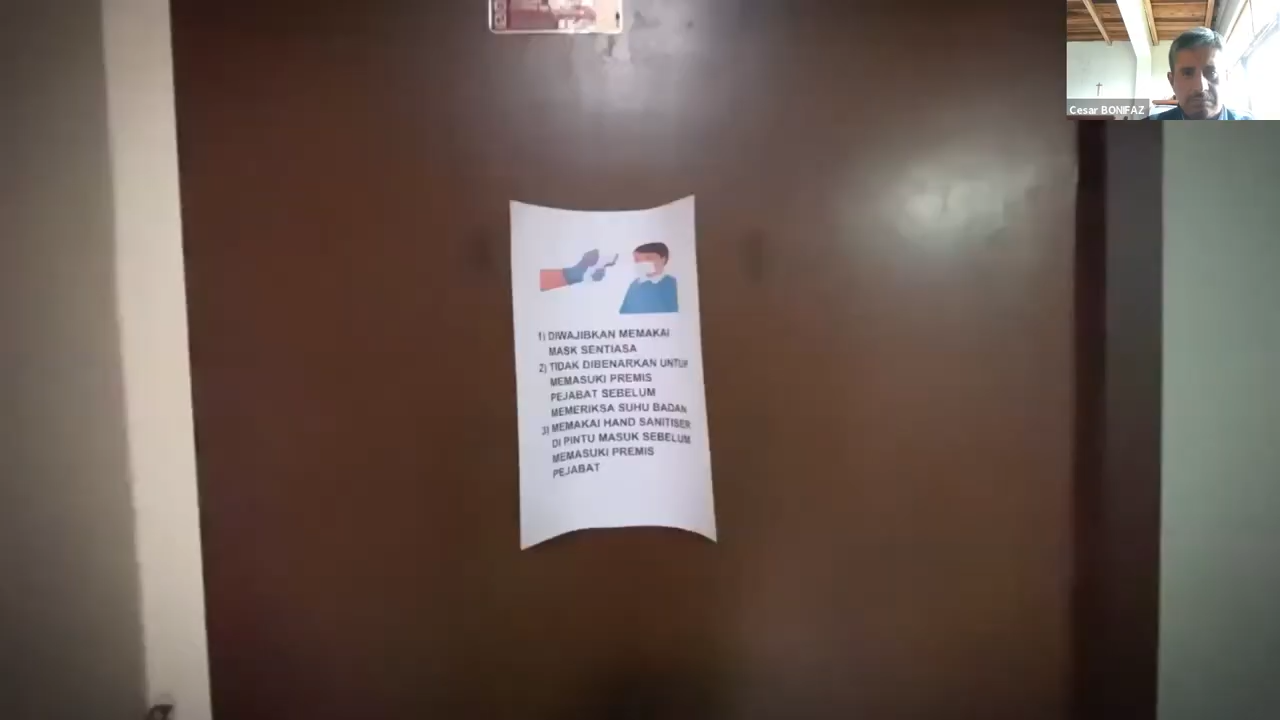 Cesar BONIFAZ
1) DIWAJIBKAN MEMAKAI
MASK SENTIASA
2) TIDAK DIBENARKAN UNTUK
MEMASUKI PREMIS
PEJABAT SEBELUM
MEMERIKSA SUHU BADAN
3) MEMAKAI HAND SANITISER
DI PINTU MASUK SEBELUM
MEMASUKI PREMIS
PEJABAT